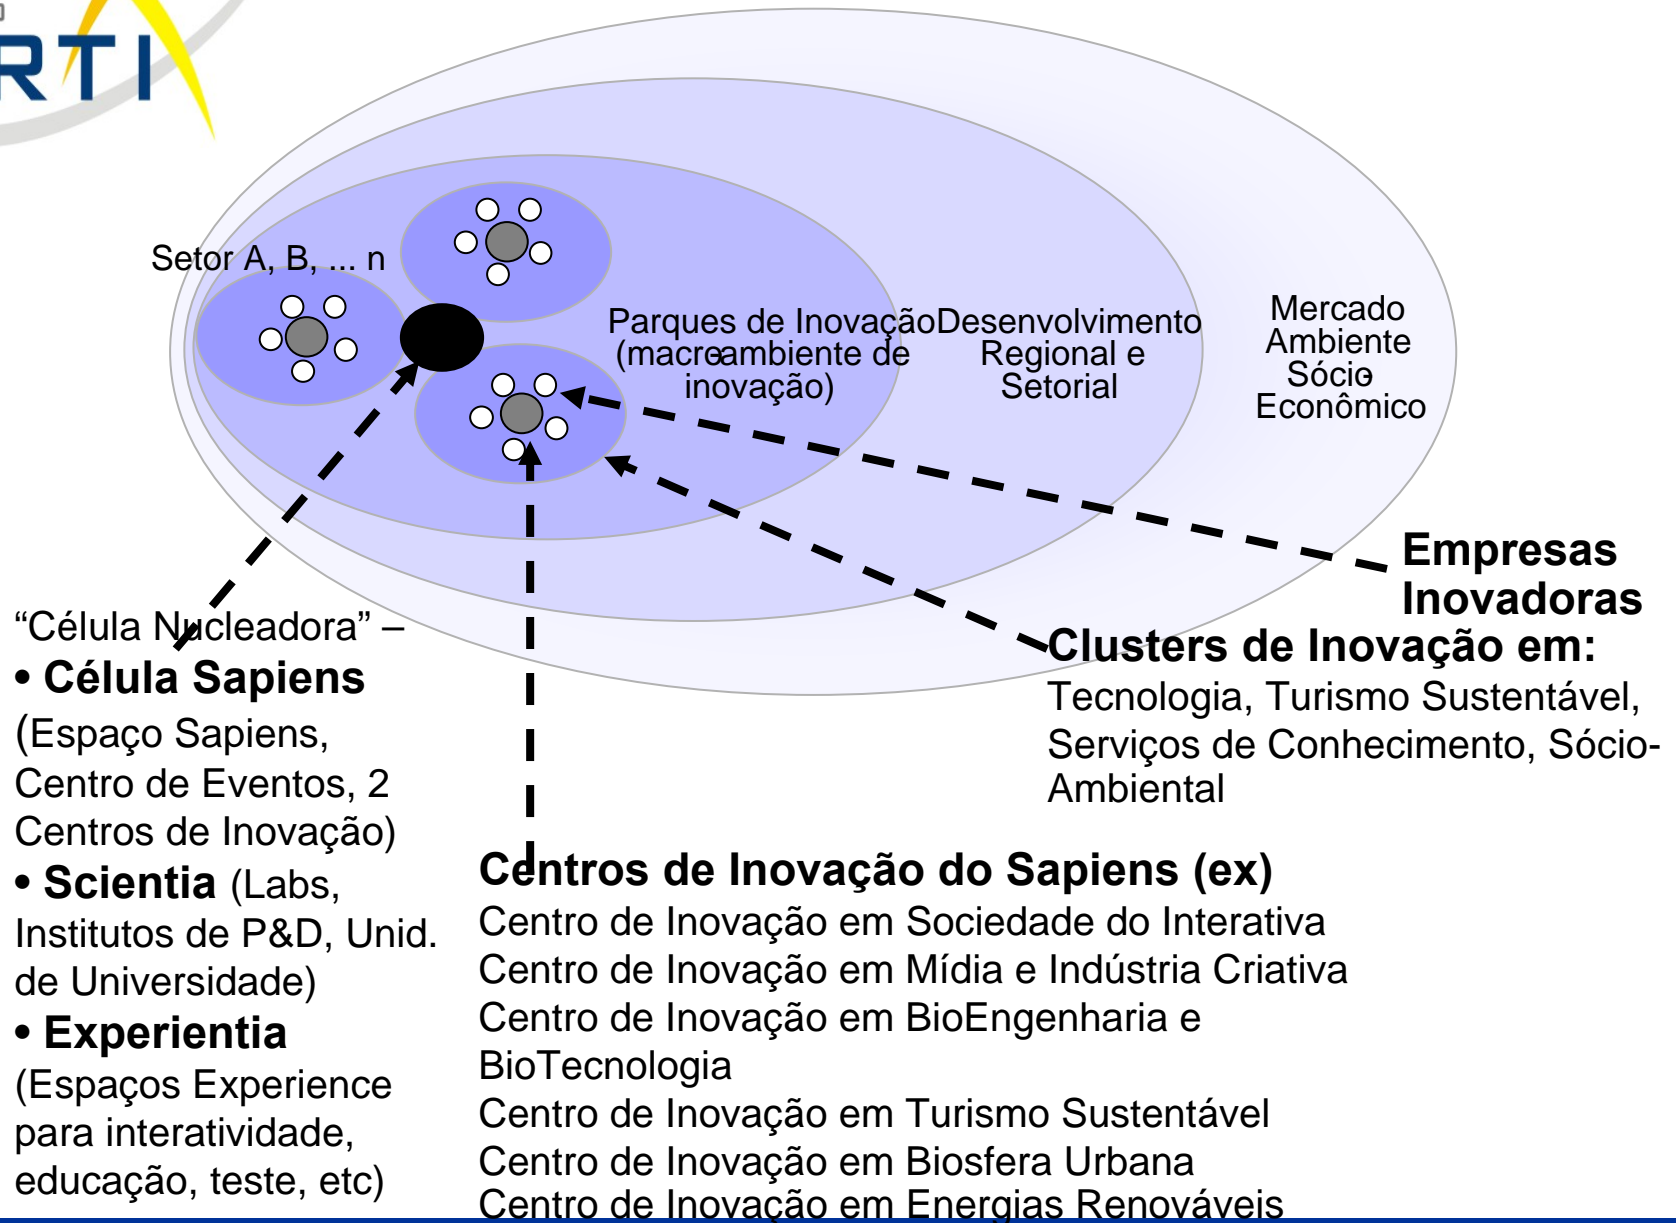 RTI
Setor A, B, ... n
Parques de Inovação
(macro-ambiente de
inovação)
Desenvolvimento
Regional e
Setorial
Mercado
Ambiente
Sócio-
Econômico
Empresas
Inovadoras
Clusters de Inovação em:
Tecnologia, Turismo Sustentável,
Serviços de Conhecimento, Sócio-
Ambiental
“Célula Nucleadora” –
• Célula Sapiens
(Espaço Sapiens,
Centro de Eventos, 2
Centros de Inovação)
• Scientia (Labs,
Institutos de P&D, Unid.
de Universidade)
• Experientia
(Espaços Experience
para interatividade,
educação, teste, etc)
Centros de Inovação do Sapiens (ex)
Centro de Inovação em Sociedade do Interativa
Centro de Inovação em Mídia e Indústria Criativa
Centro de Inovação em BioEngenharia e
BioTecnologia
Centro de Inovação em Turismo Sustentável
Centro de Inovação em Biosfera Urbana
Centro de Inovação em Energias Renováveis